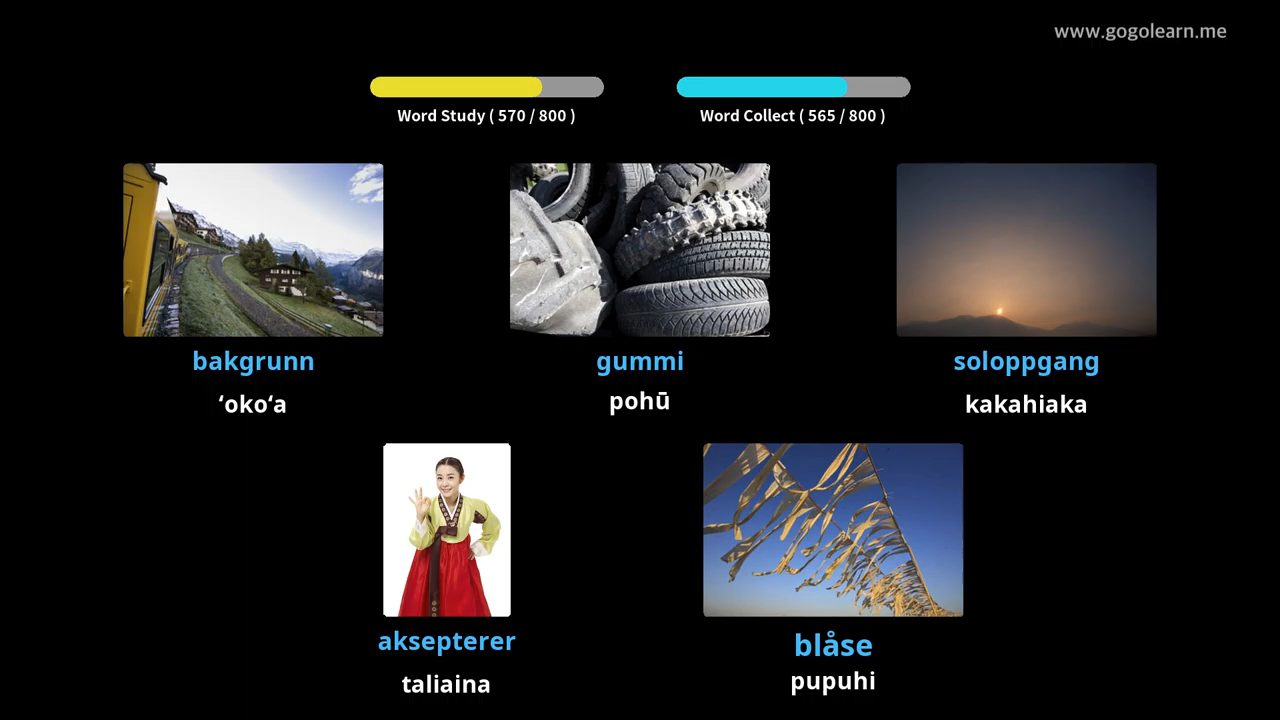 www.gogolearn.me
Word Study ( 570 / 800 )
Word Collect ( 565 / 800 )
bakgrunn
gummi
soloppgang
ʻokoʻa
pohū
kakahiaka
aksepterer
blåse
taliaina
pupuhi